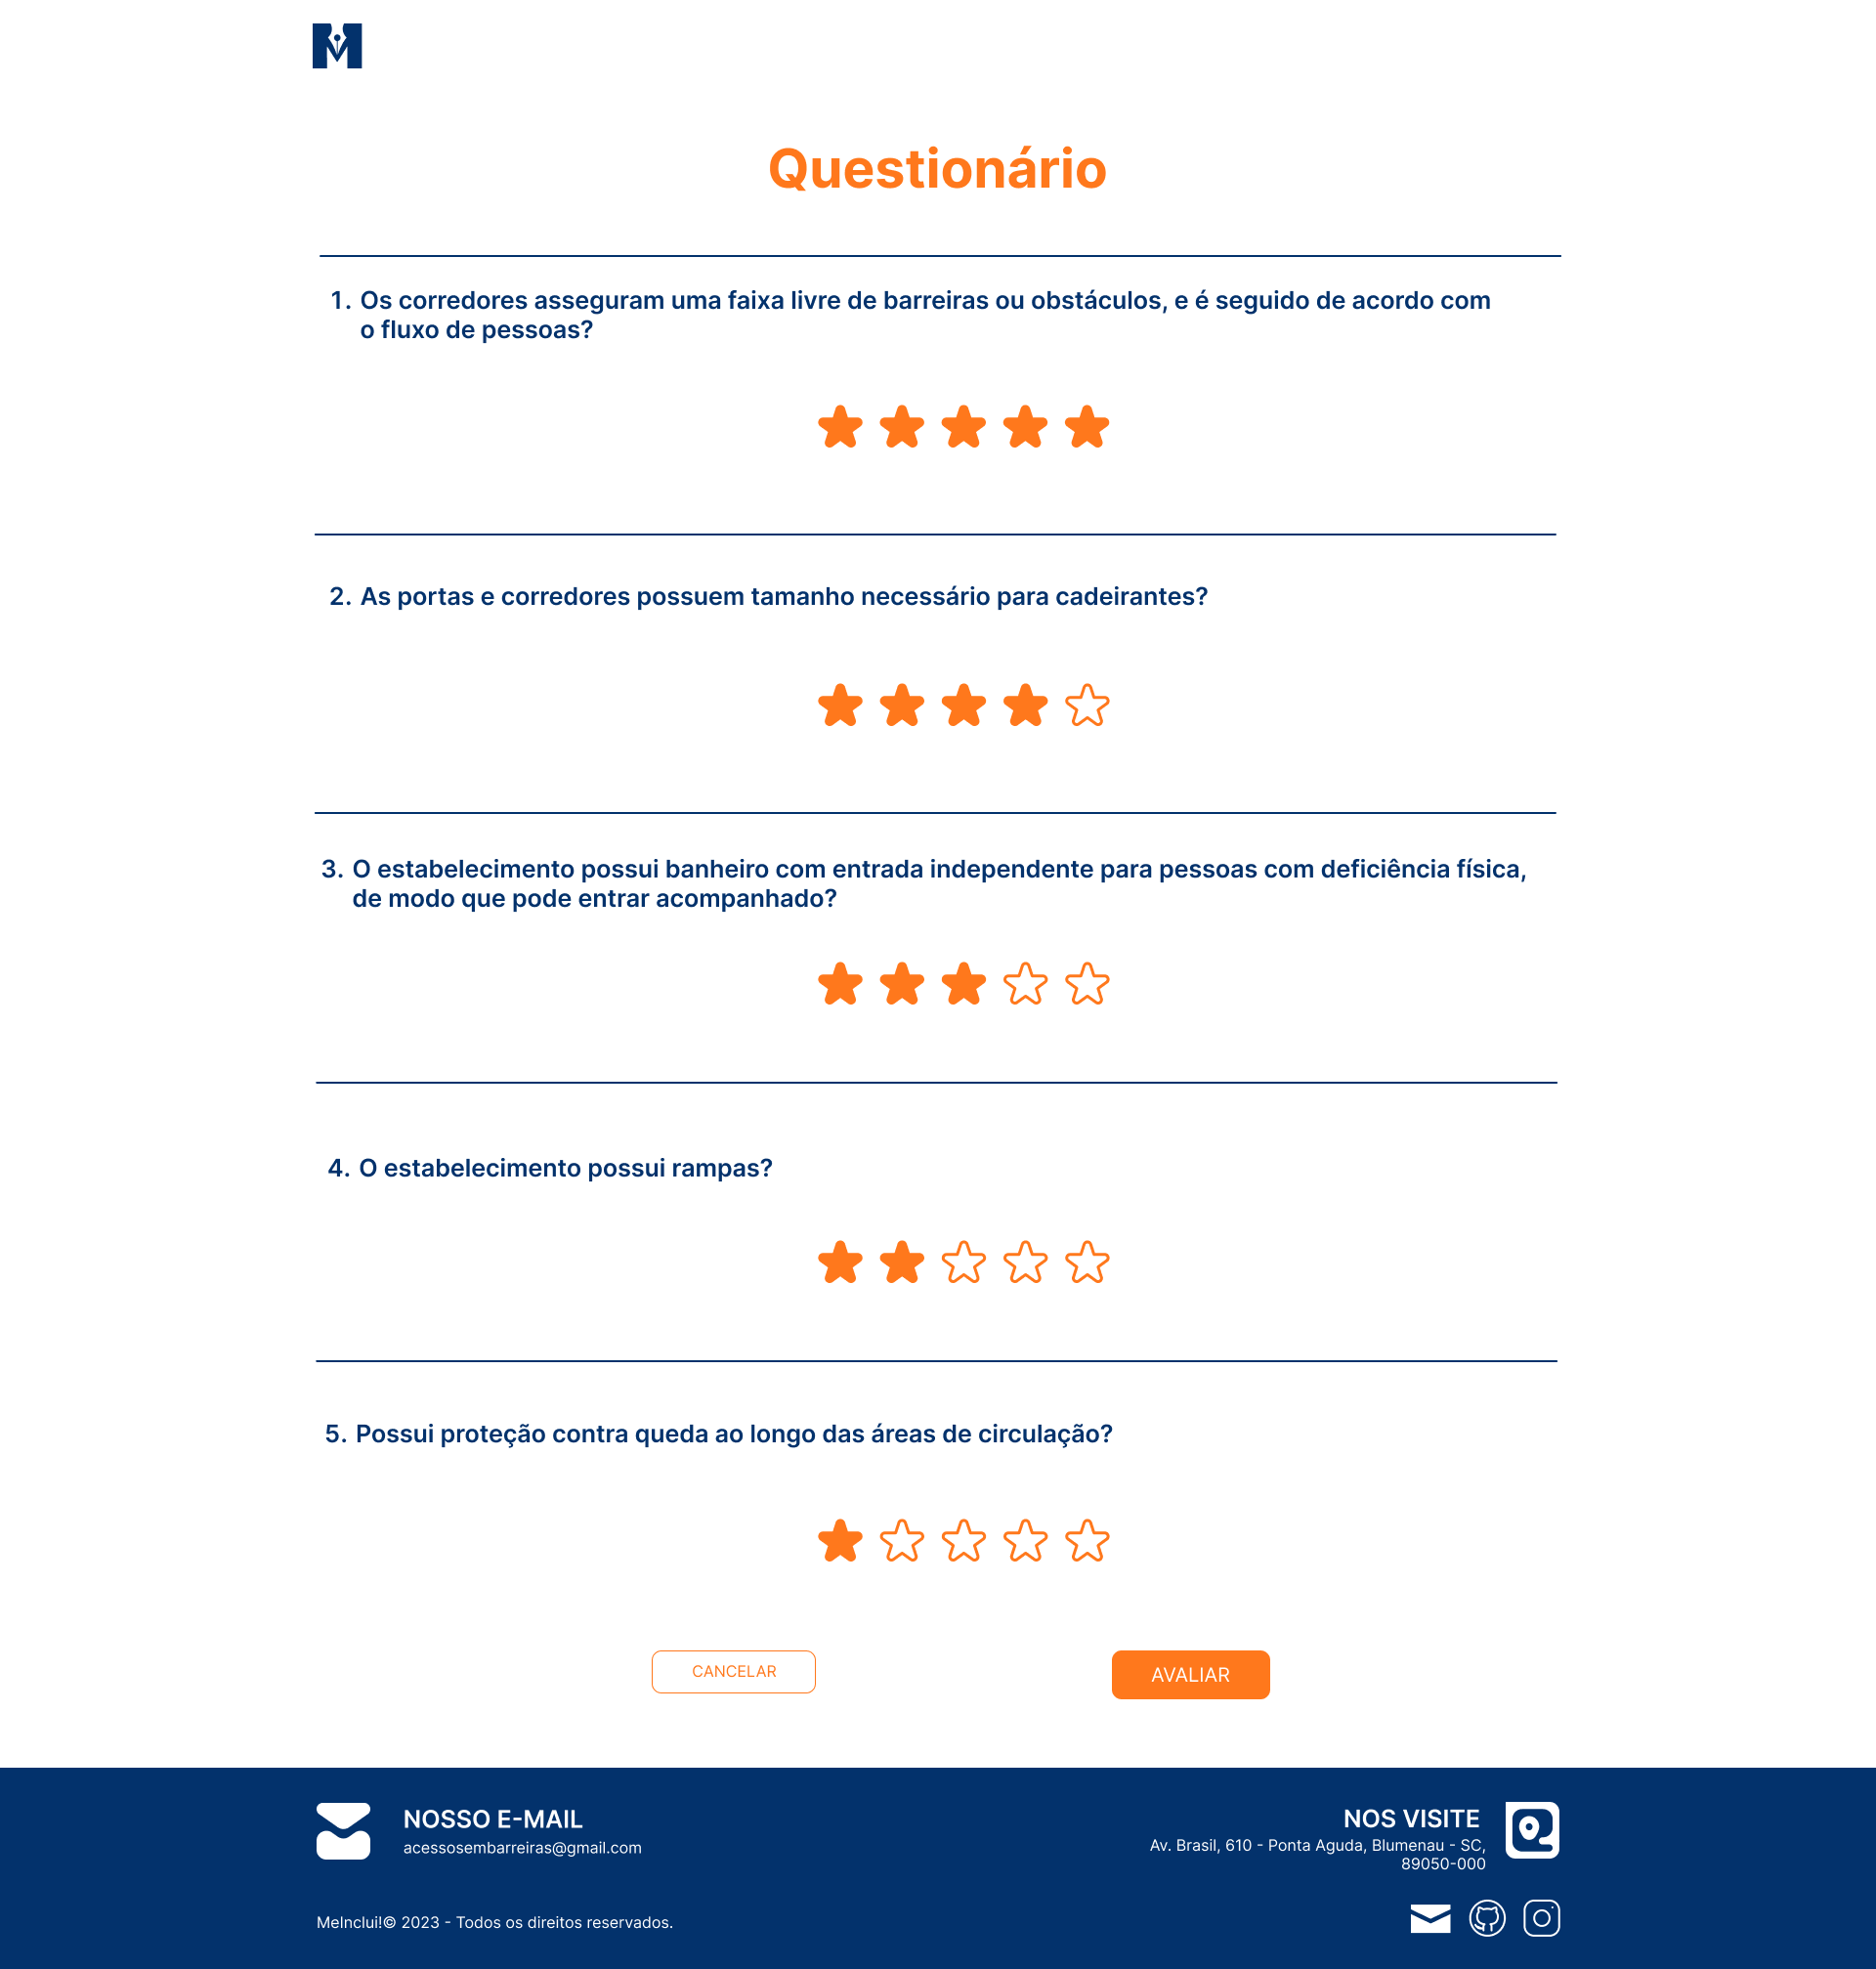 M
Questionário
1. Os corredores asseguram uma faixa livre de barreiras ou obstáculos, e é seguido de acordo com
o fluxo de pessoas?
2. As portas e corredores possuem tamanho necessário para cadeirantes?
3. O estabelecimento possui banheiro com entrada independente para pessoas com deficiência física,
de modo que pode entrar acompanhado?
4. O estabelecimento possui rampas?
5. Possui proteção contra queda ao longo das áreas de circulação?
CANCELAR
AVALIAR
NOSSO E-MAIL
acessosembarreiras@gmail.com
NOS VISITE
Av. Brasil, 610 - Ponta Aguda, Blumenau - SC,
89050-000
MeInclui!© 2023 - Todos os direitos reservados.